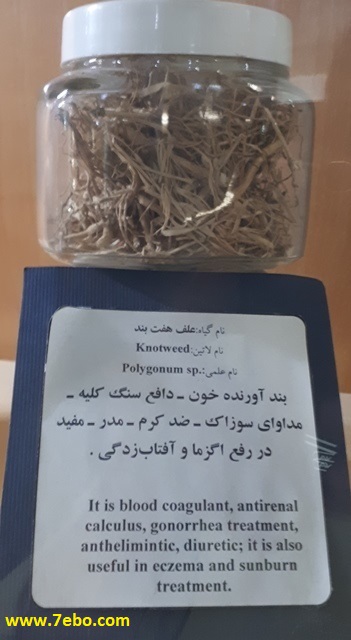 نام گیاه:علف هفت بند
نام لاتین:Knotweed
نام علمی:.Polygonum sp
بند آورنده خون ـ دافع سنگ کلیه ـ
مداوای سوزاک ـ ضد کرم ـ مدر ـ مفید
در رفع اگزما و آفتاب‌زدگی .
It is blood coagulant, antirenal
calculus, gonorrhea treatment,
anthelimintic, diuretic; it is also
useful in eczema and sunburn
treatment.
www.7ebo.com